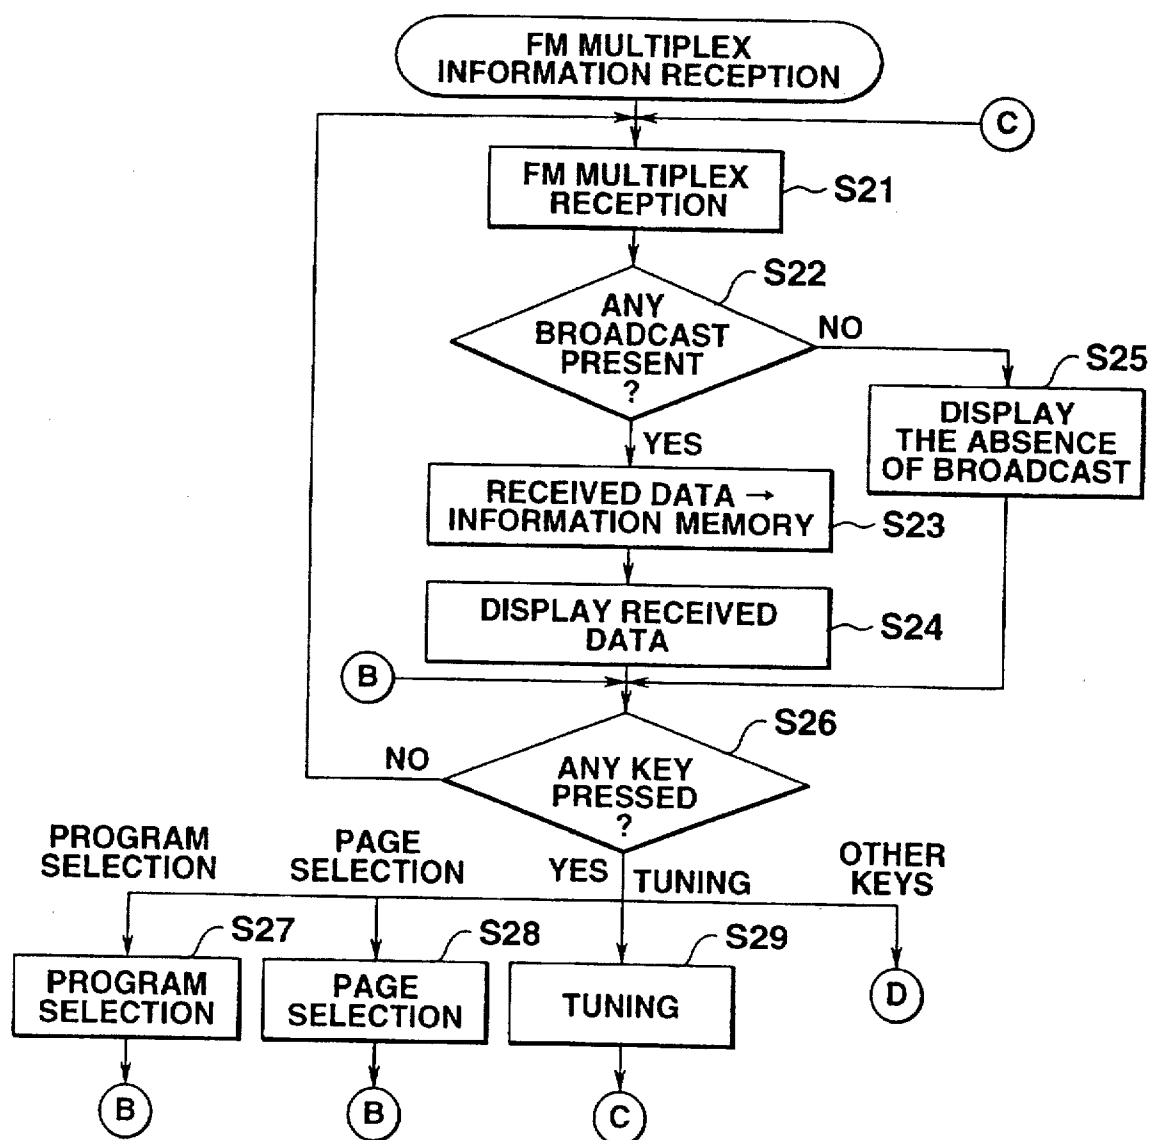 FM MULTIPLEX
INFORMATION RECEPTION
C
FM MULTIPLEX
RECEPTION
S21
S22
ANY
BROADCAST
PRESENT
?
NO
YES
S25
DISPLAY
THE ABSENCE
OF BROADCAST
RECEIVED DATA →
INFORMATION MEMORY
S23
DISPLAY RECEIVED
DATA
S24
B
S26
ANY KEY
PRESSED
?
NO
YES
PROGRAM
SELECTION
PAGE
SELECTION
TUNING
OTHER
KEYS
S27
PROGRAM
SELECTION
S28
PAGE
SELECTION
S29
TUNING
D
B
B
C